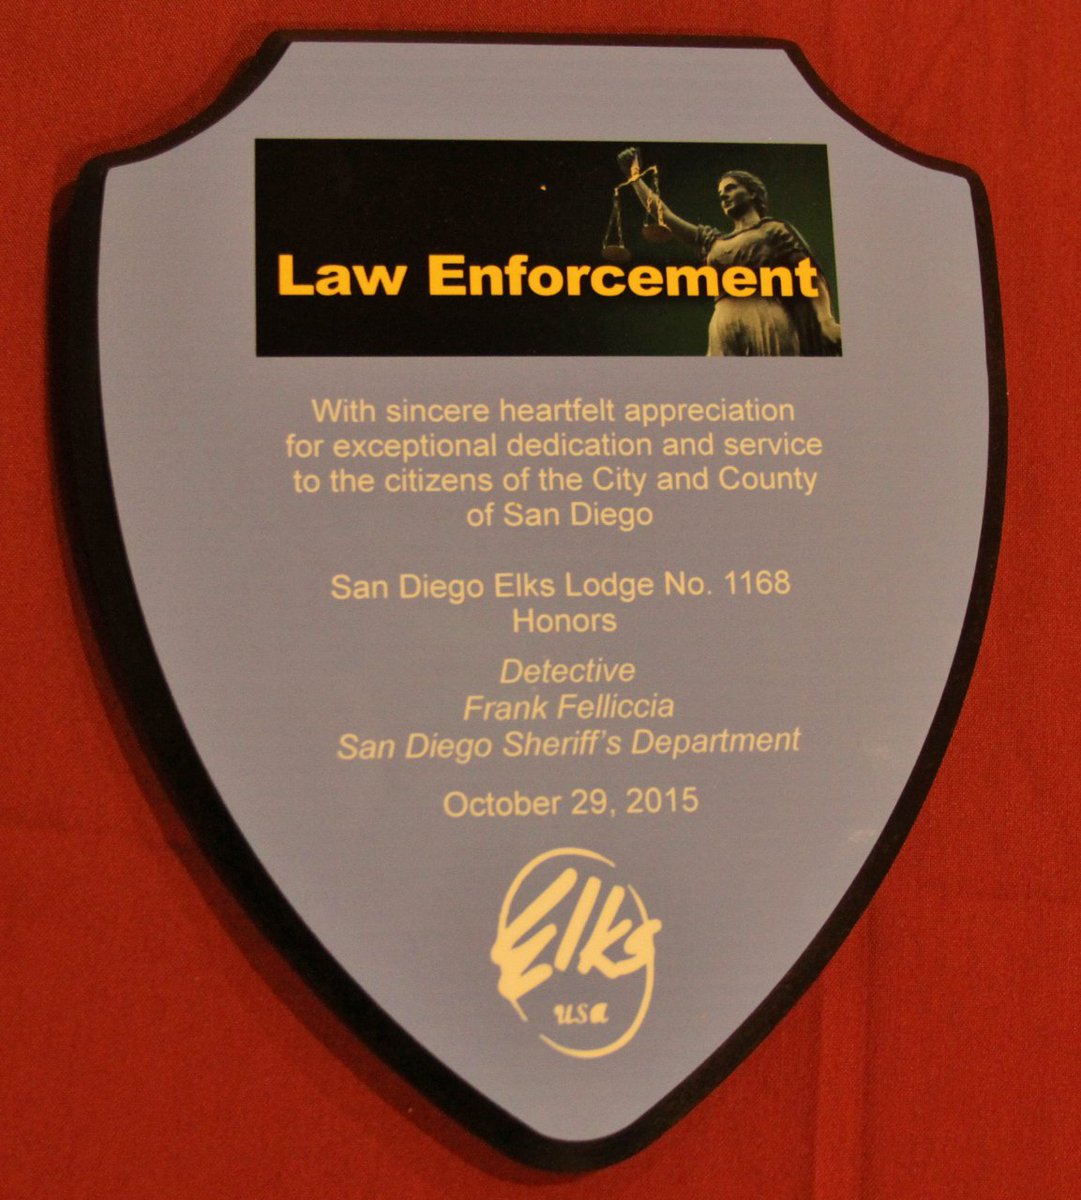 Law Enforcement
With sincere heartfelt appreciation
for exceptional dedication and service
to the citizens of the City and County
of San Diego
San Diego Elks Lodge No. 1168
Honors
Detective
Frank Felliccia
San Diego Sheriff's Department
October 29, 2015
Elks
usa